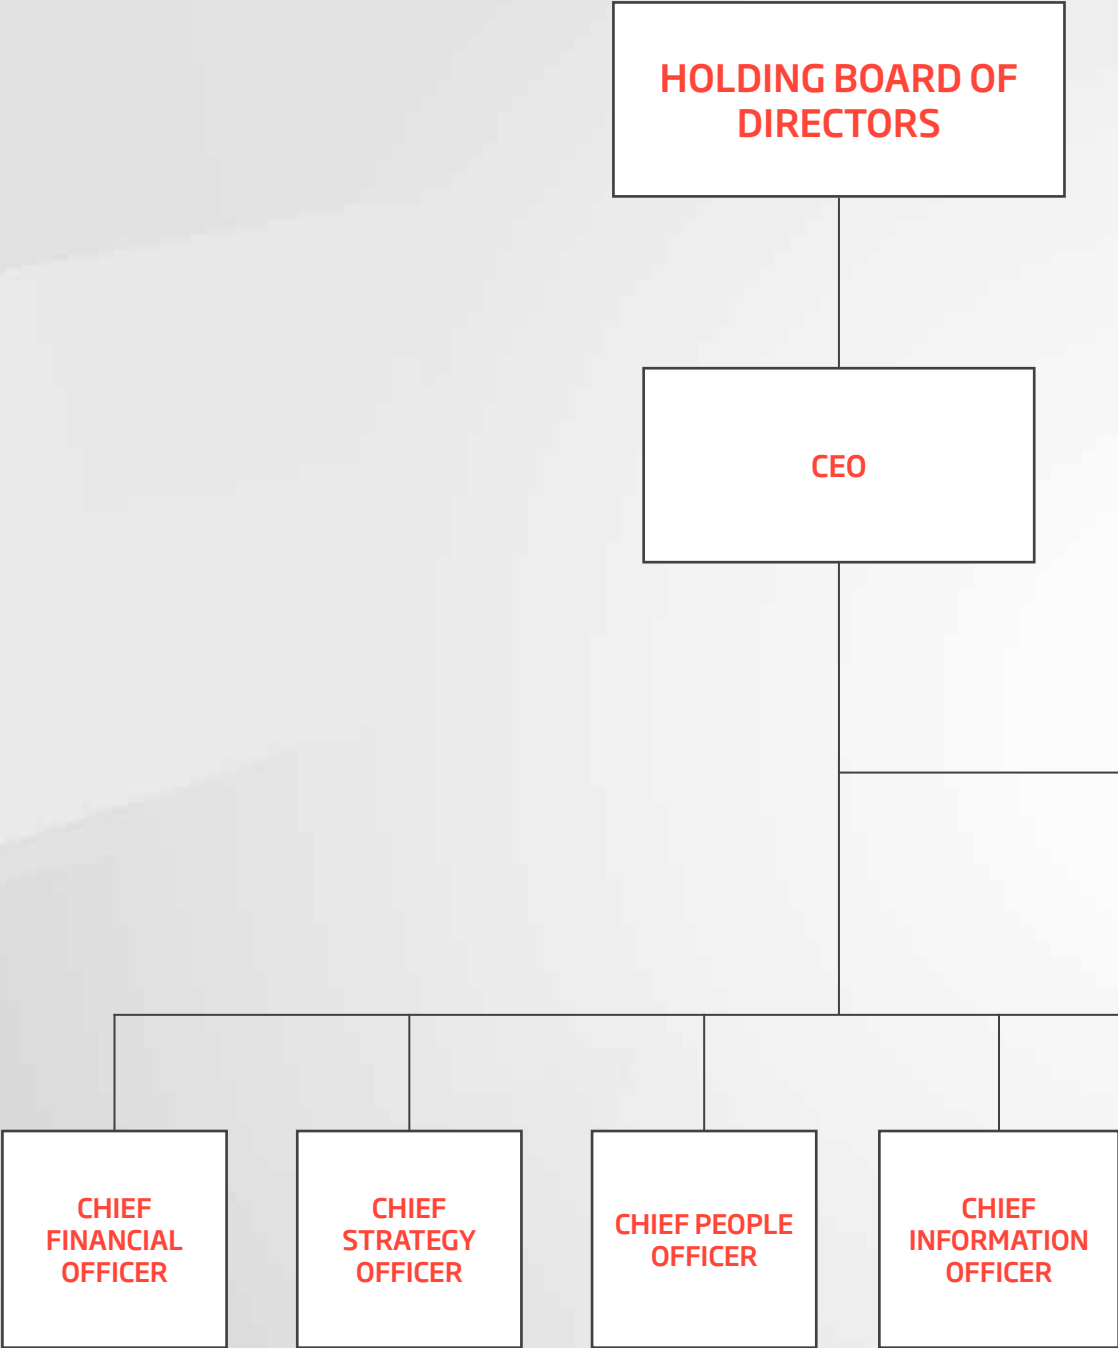 HOLDING BOARD OF
DIRECTORS
CEO
CHIEF
FINANCIAL
OFFICER
CHIEF
STRATEGY
OFFICER
CHIEF PEOPLE
OFFICER
CHIEF
INFORMATION
OFFICER